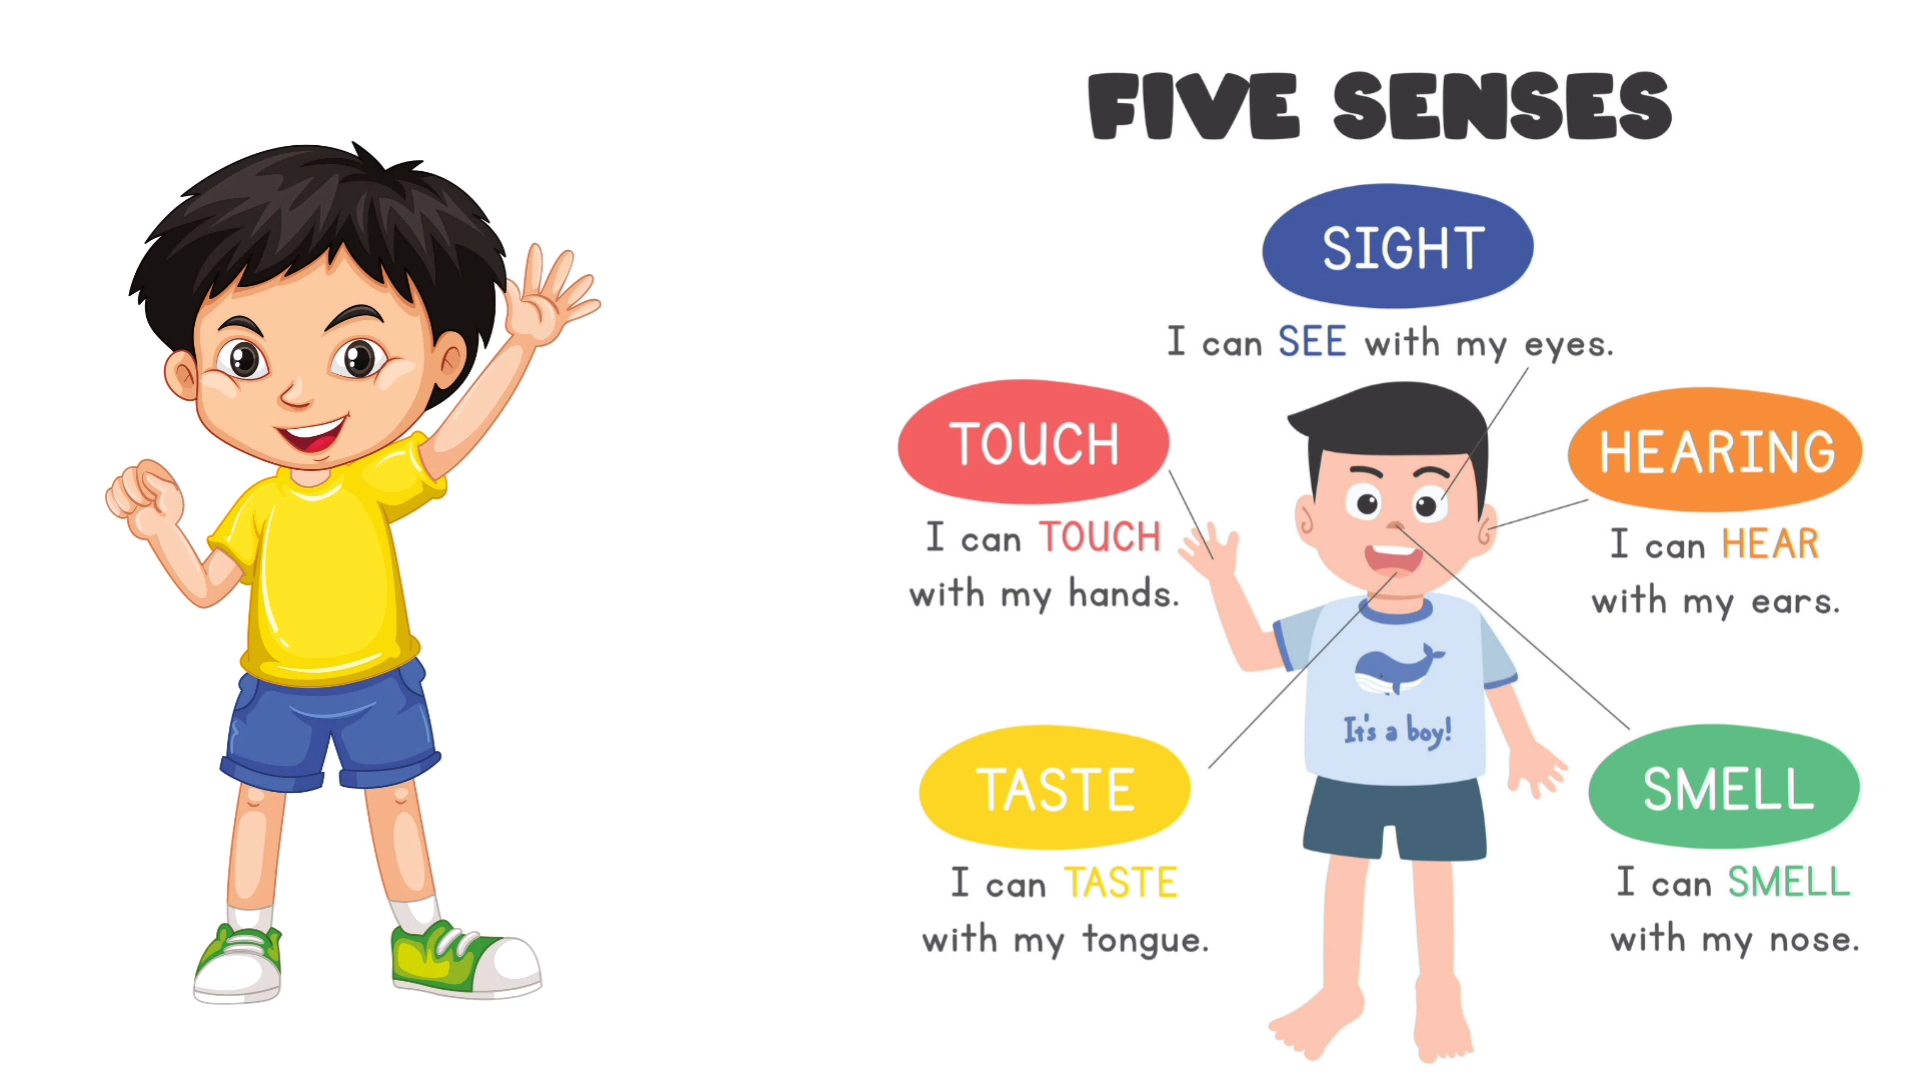 FIVE SENSES
SIGHT
I can SEE with my eyes.
TOUCH
I can TOUCH
with my hands.
HEARING
I can HEAR
with my ears.
It's a boy!
TASTE
I can TASTE
with my tongue.
SMELL
I can SMELL
with my nose.